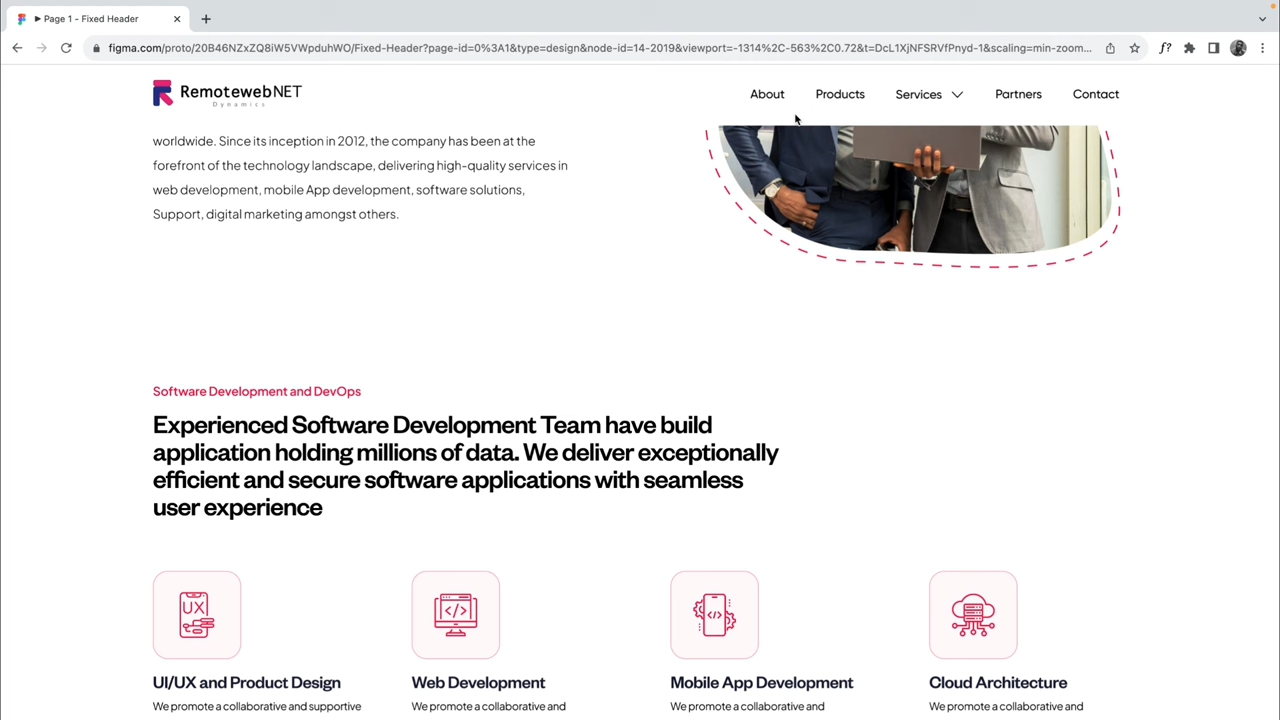 Page 1 - Fixed Header
figma.com/proto/20B46NZxZQ8iW5VWpduhWO/Fixed-Header?page-id=0%3A1&type=design&node-id=14-2019&viewport=-1314%2C-563%2C0.72&t=DcL1XjNFSRVfPnyd-1&scaling=min-zoom...
f?
RemotewebNET
Dynamics
About Products Services Partners Contact
worldwide. Since its inception in 2012, the company has been at the
forefront of the technology landscape, delivering high-quality services in
web development, mobile App development, software solutions,
Support, digital marketing amongst others.
Software Development and DevOps
Experienced Software Development Team have build
application holding millions of data. We deliver exceptionally
efficient and secure software applications with seamless
user experience
UX
UI/UX and Product Design
We promote a collaborative and supportive
Web Development
We promote a collaborative and
Mobile App Development
We promote a collaborative and
Cloud Architecture
We promote a collaborative and